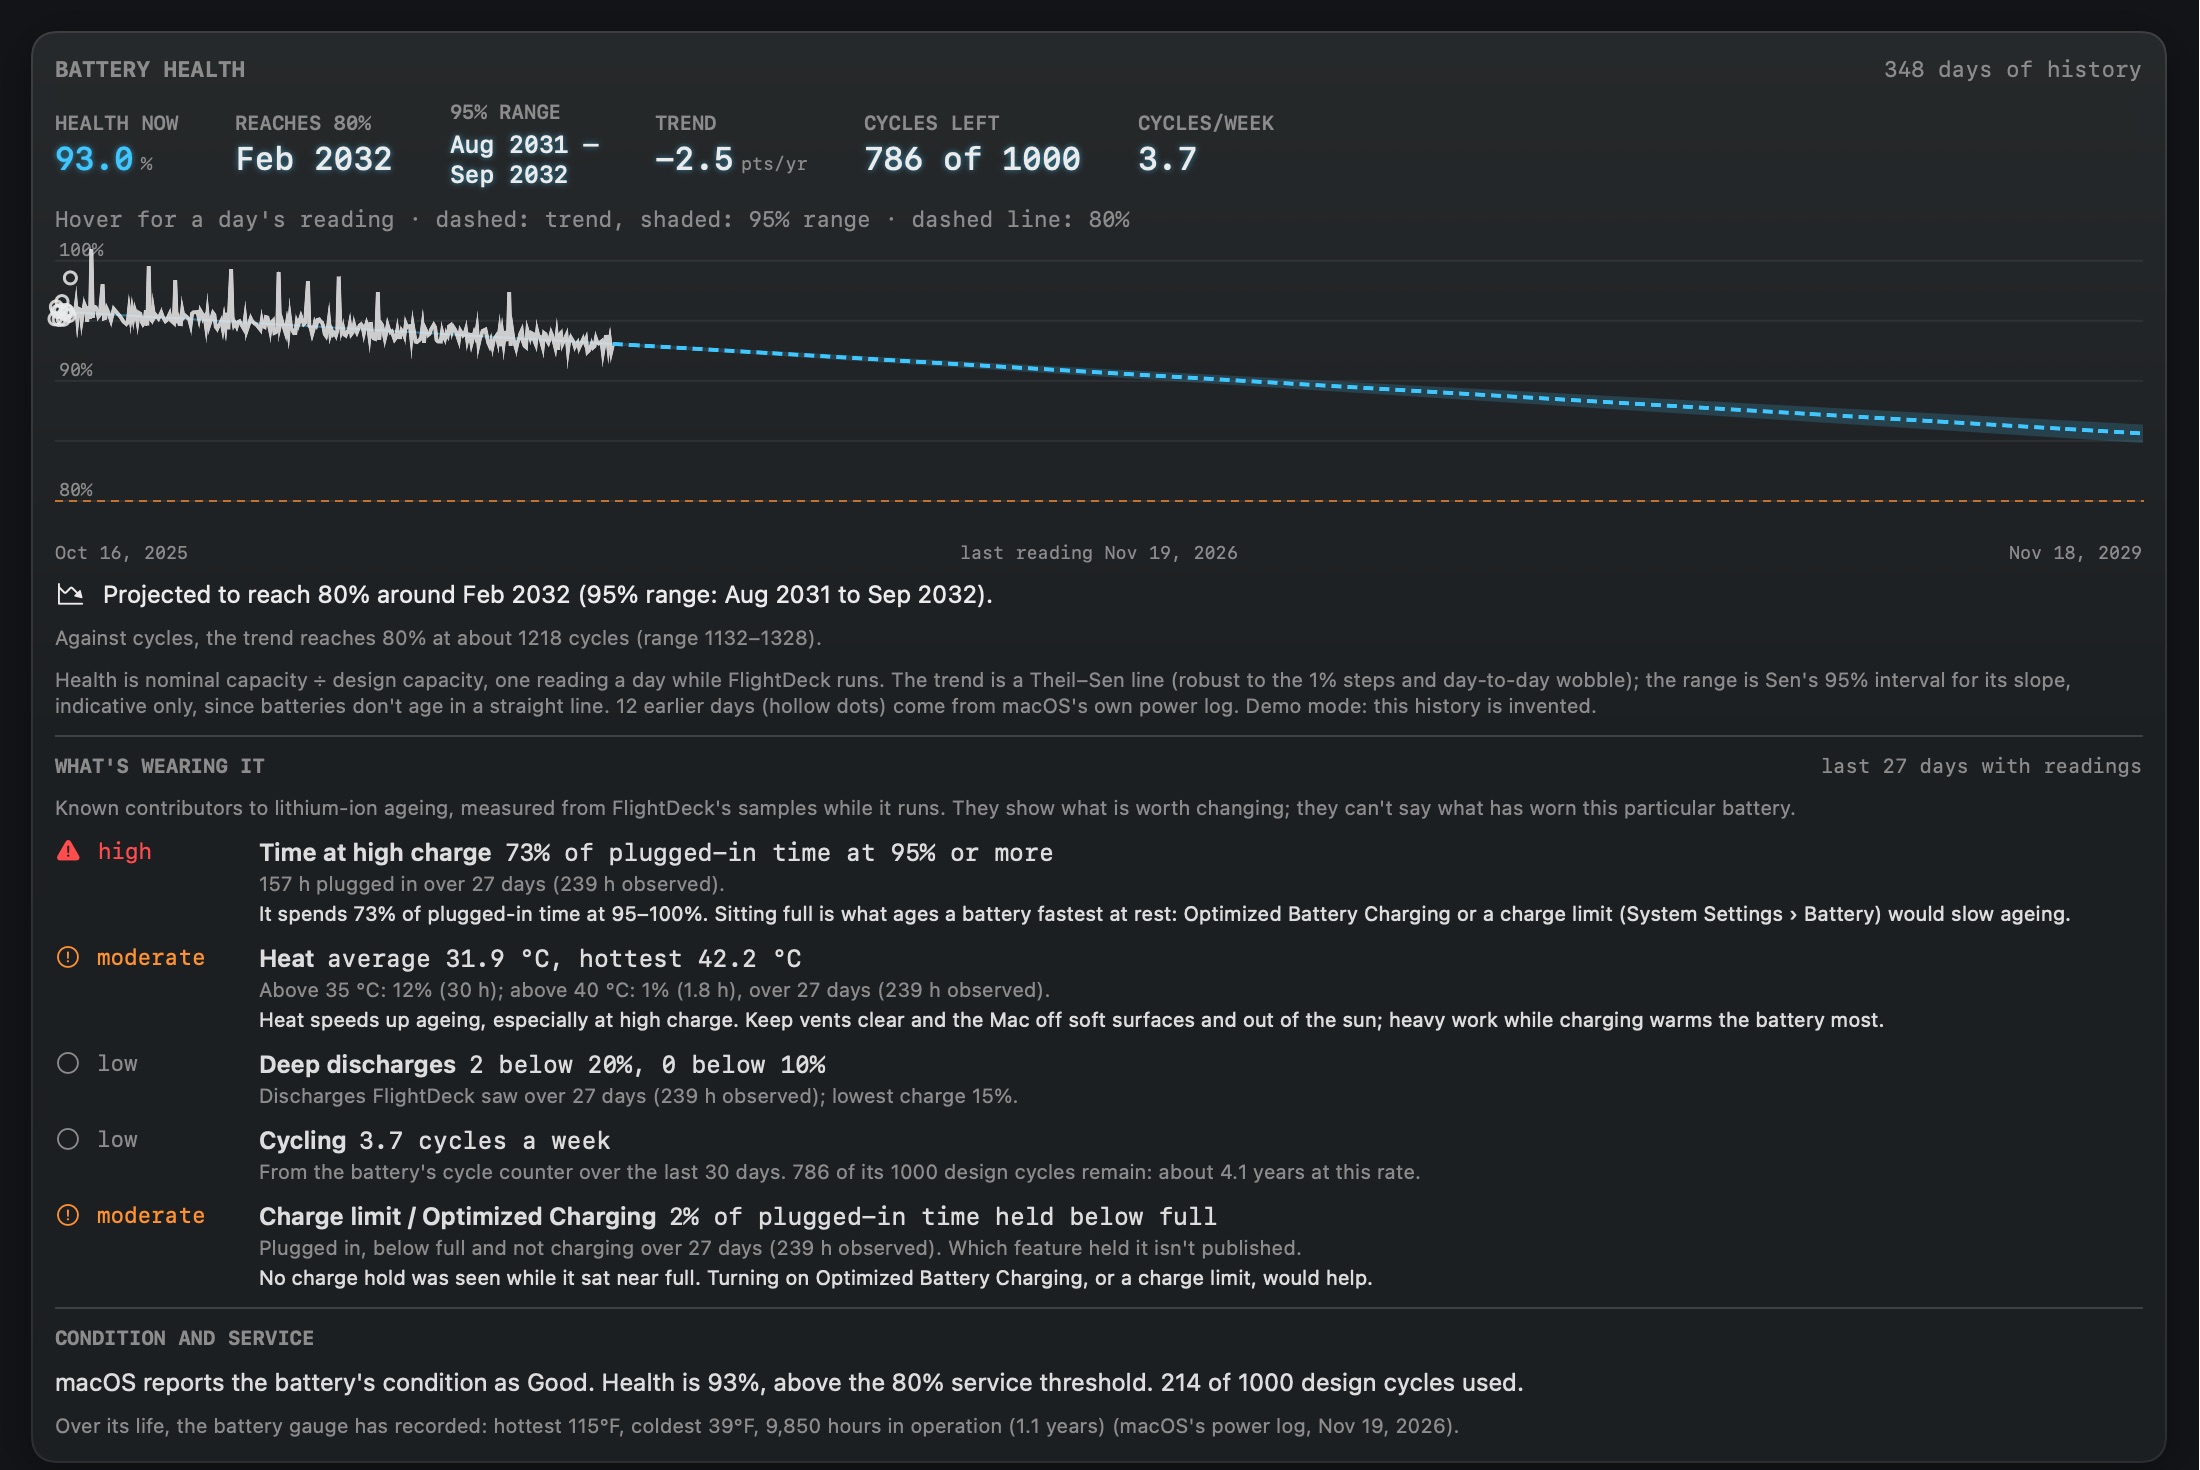 BATTERY HEALTH
348 days of history
HEALTH NOW
93.0 %
REACHES 80%
Feb 2032
95% RANGE
Aug 2031 –
Sep 2032
TREND
−2.5 pts/yr
CYCLES LEFT
786 of 1000
CYCLES/WEEK
3.7
Hover for a day's reading · dashed: trend, shaded: 95% range · dashed line: 80%
100%
90%
80%
Oct 16, 2025
last reading Nov 19, 2026
Nov 18, 2029
Projected to reach 80% around Feb 2032 (95% range: Aug 2031 to Sep 2032).
Against cycles, the trend reaches 80% at about 1218 cycles (range 1132–1328).
Health is nominal capacity ÷ design capacity, one reading a day while FlightDeck runs. The trend is a Theil–Sen line (robust to the 1% steps and day-to-day wobble); the range is Sen's 95% interval for its slope,
indicative only, since batteries don't age in a straight line. 12 earlier days (hollow dots) come from macOS's own power log. Demo mode: this history is invented.
WHAT'S WEARING IT
last 27 days with readings
Known contributors to lithium-ion ageing, measured from FlightDeck's samples while it runs. They show what is worth changing; they can't say what has worn this particular battery.
high
Time at high charge 73% of plugged-in time at 95% or more
157 h plugged in over 27 days (239 h observed).
It spends 73% of plugged-in time at 95–100%. Sitting full is what ages a battery fastest at rest: Optimized Battery Charging or a charge limit (System Settings › Battery) would slow ageing.
moderate
Heat average 31.9 °C, hottest 42.2 °C
Above 35 °C: 12% (30 h); above 40 °C: 1% (1.8 h), over 27 days (239 h observed).
Heat speeds up ageing, especially at high charge. Keep vents clear and the Mac off soft surfaces and out of the sun; heavy work while charging warms the battery most.
low
Deep discharges 2 below 20%, 0 below 10%
Discharges FlightDeck saw over 27 days (239 h observed); lowest charge 15%.
low
Cycling 3.7 cycles a week
From the battery's cycle counter over the last 30 days. 786 of its 1000 design cycles remain: about 4.1 years at this rate.
moderate
Charge limit / Optimized Charging 2% of plugged-in time held below full
Plugged in, below full and not charging over 27 days (239 h observed). Which feature held it isn't published.
No charge hold was seen while it sat near full. Turning on Optimized Battery Charging, or a charge limit, would help.
CONDITION AND SERVICE
macOS reports the battery's condition as Good. Health is 93%, above the 80% service threshold. 214 of 1000 design cycles used.
Over its life, the battery gauge has recorded: hottest 115°F, coldest 39°F, 9,850 hours in operation (1.1 years) (macOS's power log, Nov 19, 2026).